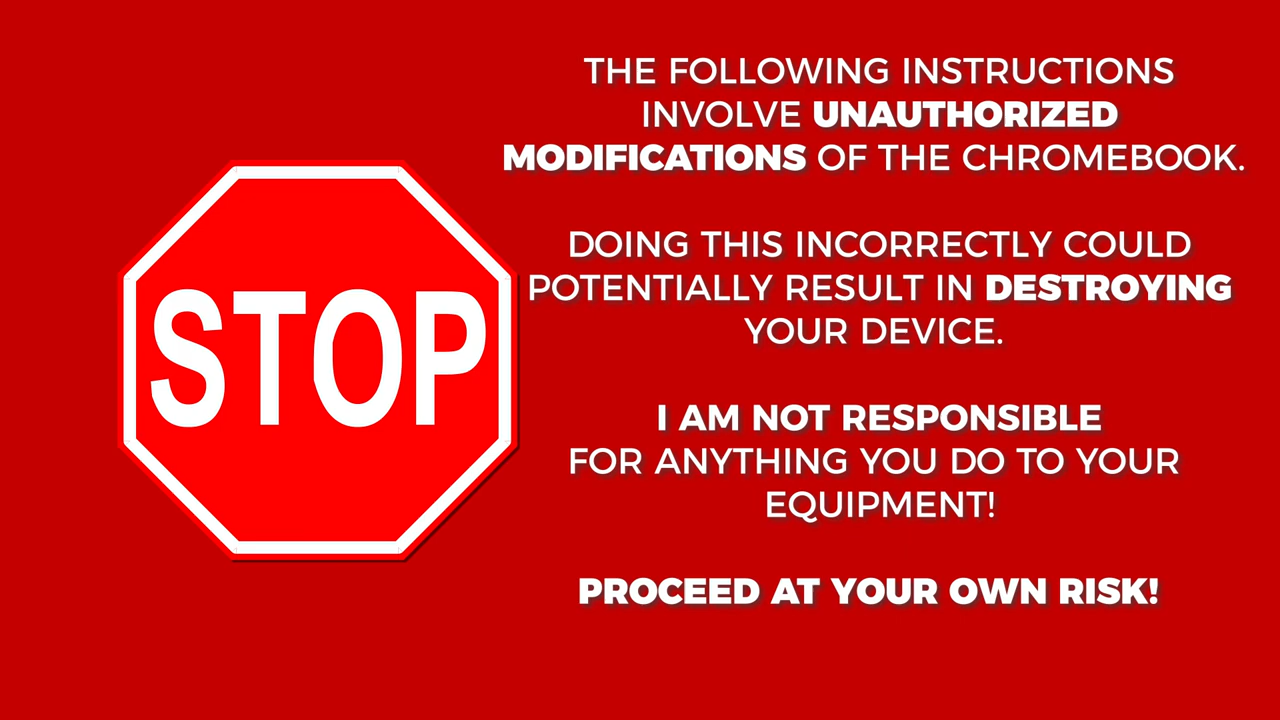 STOP
THE FOLLOWING INSTRUCTIONS
INVOLVE UNAUTHORIZED
MODIFICATIONS OF THE CHROMEBOOK.
DOING THIS INCORRECTLY COULD
POTENTIALLY RESULT IN DESTROYING
YOUR DEVICE.
I AM NOT RESPONSIBLE
FOR ANYTHING YOU DO TO YOUR
EQUIPMENT!
PROCEED AT YOUR OWN RISK!